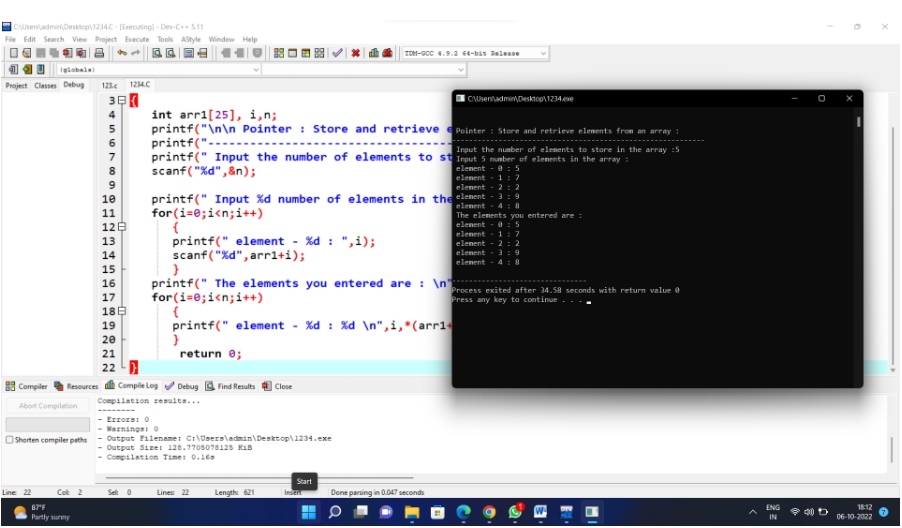 C:\Users\admin\Desktop\1234.C - [Executing] - Dev-C++ 5.11
File Edit Search View Project Execute Tools AStyle Window Help
TDM-GCC 4.9.2 64-bit Release
(globals)
Project Classes Debug 123.c 1234.C
3 {
4 int arr1[25], i,n;
5 printf("\n\n Pointer : Store and retrieve e
6 printf("-----------------------------------
7 printf(" Input the number of elements to st
8 scanf("%d",&n);
9
10 printf(" Input %d number of elements in the
11 for(i=0;i<n;i++)
12 {
13 printf(" element - %d : ",i);
14 scanf("%d",arr1+i);
15 }
16 printf(" The elements you entered are : \n"
17 for(i=0;i<n;i++)
18 {
19 printf(" element - %d : %d \n",i,*(arr1+
20 }
21 return 0;
22 }
C:\Users\admin\Desktop\1234.exe
Pointer : Store and retrieve elements from an array :
------------------------------------------------------------
Input the number of elements to store in the array :5
Input 5 number of elements in the array :
element - 0 : 5
element - 1 : 7
element - 2 : 2
element - 3 : 9
element - 4 : 8
The elements you entered are :
element - 0 : 5
element - 1 : 7
element - 2 : 2
element - 3 : 9
element - 4 : 8
--------------------------------
Process exited after 34.58 seconds with return value 0
Press any key to continue . . .
Compiler Resources Compile Log Debug Find Results Close
Abort Compilation
Shorten compiler paths
Compilation results...
--------
- Errors: 0
- Warnings: 0
- Output Filename: C:\Users\admin\Desktop\1234.exe
- Output Size: 128.7705078125 KiB
- Compilation Time: 0.16s
Start
Line: 22 Col: 2 Sel: 0 Lines: 22 Length: 621 Insert Done parsing in 0.047 seconds
87°F
Partly sunny
ENG
IN
18:12
06-10-2022